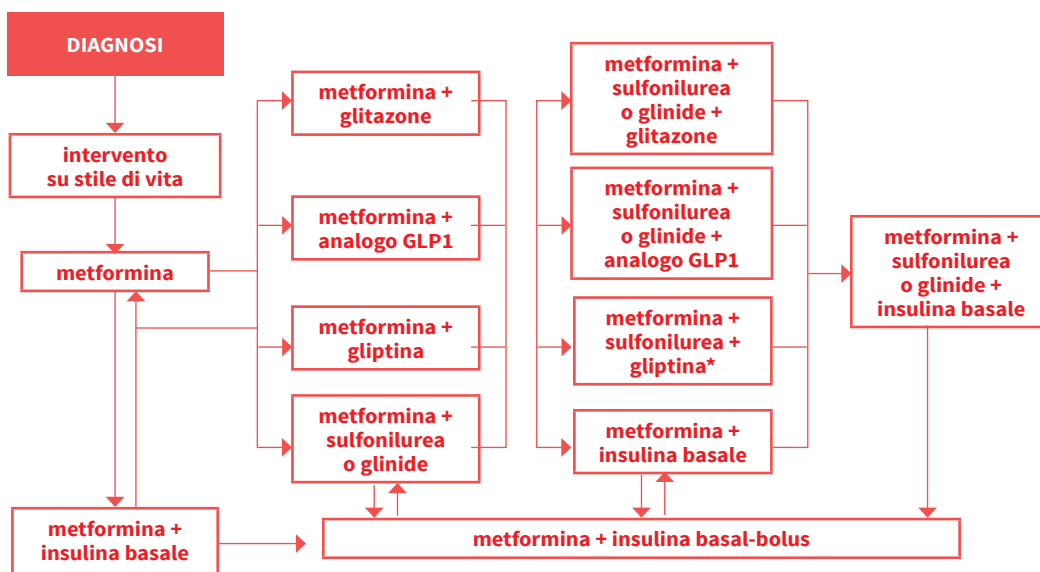 DIAGNOSI
intervento
su stile di vita
metformina
metformina +
insulina basale
metformina +
glitazone
metformina +
analogo GLP1
metformina +
gliptina
metformina +
sulfonilurea
o glinide
metformina +
sulfonilurea
o glinide +
glitazone
metformina +
sulfonilurea
o glinide +
analogo GLP1
metformina +
sulfonilurea +
gliptina*
metformina +
insulina basale
metformina +
sulfonilurea
o glinide +
insulina basale
metformina + insulina basal-bolus